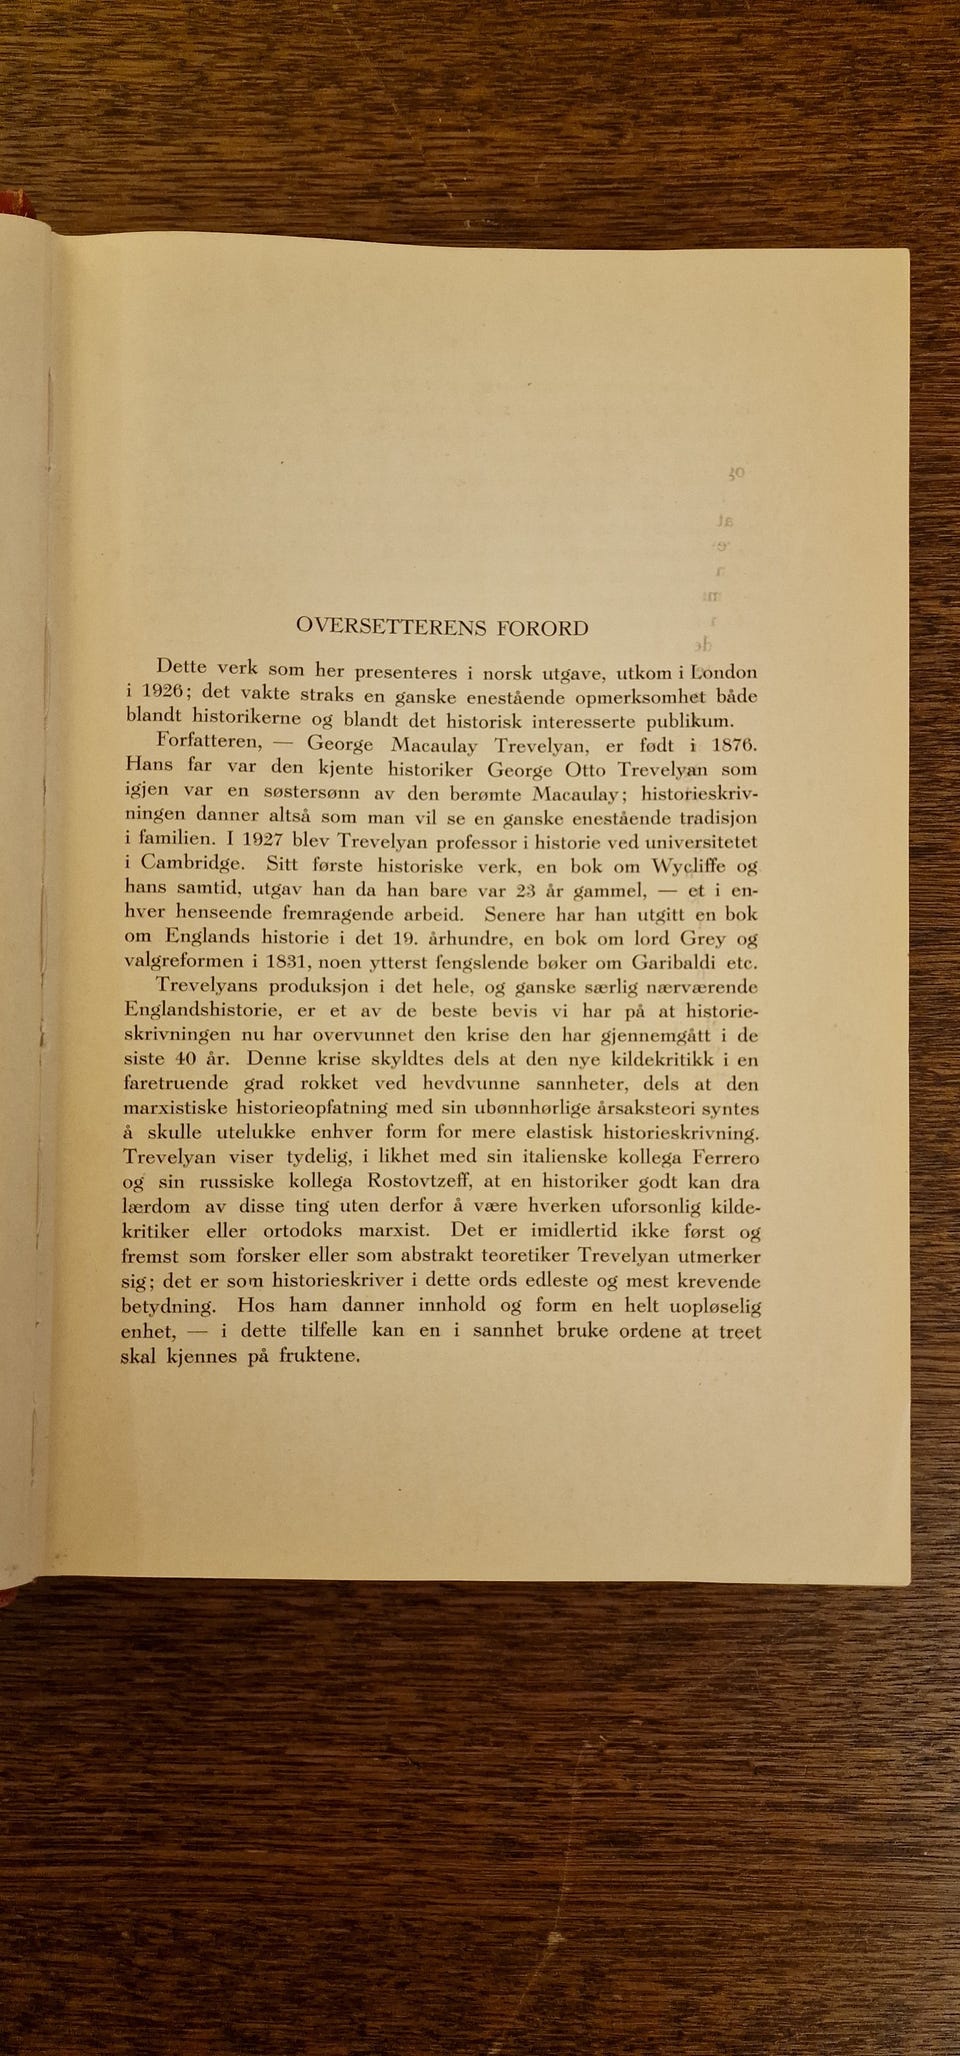 OVERSETTERENS FORORD
Dette verk som her presenteres i norsk utgave, utkom i London
i 1926; det vakte straks en ganske enestående opmerksomhet både
blandt historikerne og blandt det historisk interesserte publikum.
Forfatteren, — George Macaulay Trevelyan, er født i 1876.
Hans far var den kjente historiker George Otto Trevelyan som
igjen var en søstersønn av den berømte Macaulay; historieskriv-
ningen danner altså som man vil se en ganske enestående tradisjon
i familien. I 1927 blev Trevelyan professor i historie ved universitetet
i Cambridge. Sitt første historiske verk, en bok om Wycliffe og
hans samtid, utgav han da han bare var 23 år gammel, — et i en-
hver henseende fremragende arbeid. Senere har han utgitt en bok
om Englands historie i det 19. århundre, en bok om lord Grey og
valgreformen i 1831, noen ytterst fengslende bøker om Garibaldi etc.
Trevelyans produksjon i det hele, og ganske særlig nærværende
Englandshistorie, er et av de beste bevis vi har på at historie-
skrivningen nu har overvunnet den krise den har gjennemgått i de
siste 40 år. Denne krise skyldtes dels at den nye kildekritikk i en
faretruende grad rokket ved hevdvunne sannheter, dels at den
marxistiske historieopfatning med sin ubønnhørlige årsaksteori syntes
å skulle utelukke enhver form for mere elastisk historieskrivning.
Trevelyan viser tydelig, i likhet med sin italienske kollega Ferrero
og sin russiske kollega Rostovtzeff, at en historiker godt kan dra
lærdom av disse ting uten derfor å være hverken uforsonlig kilde-
kritiker eller ortodoks marxist. Det er imidlertid ikke først og
fremst som forsker eller som abstrakt teoretiker Trevelyan utmerker
sig; det er som historieskriver i dette ords edleste og mest krevende
betydning. Hos ham danner innhold og form en helt uopløselig
enhet, — i dette tilfelle kan en i sannhet bruke ordene at treet
skal kjennes på fruktene.